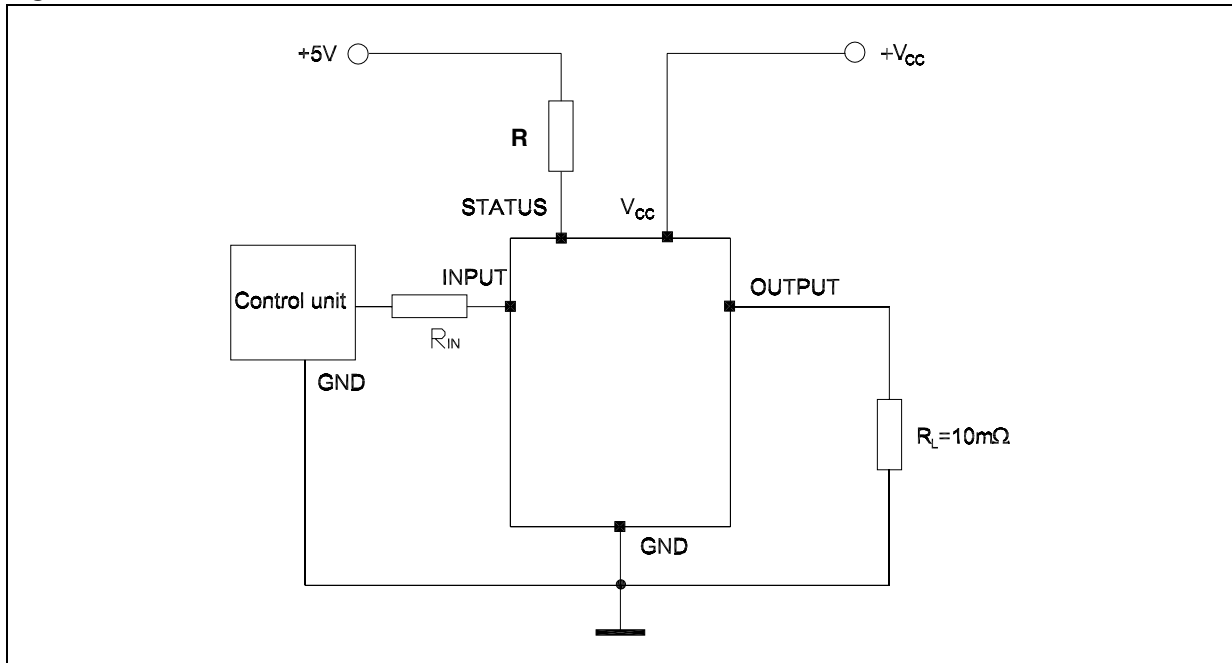 +5V
+VCC
R
STATUS
VCC
INPUT
OUTPUT
Control unit
RIN
GND
RL=10mΩ
GND